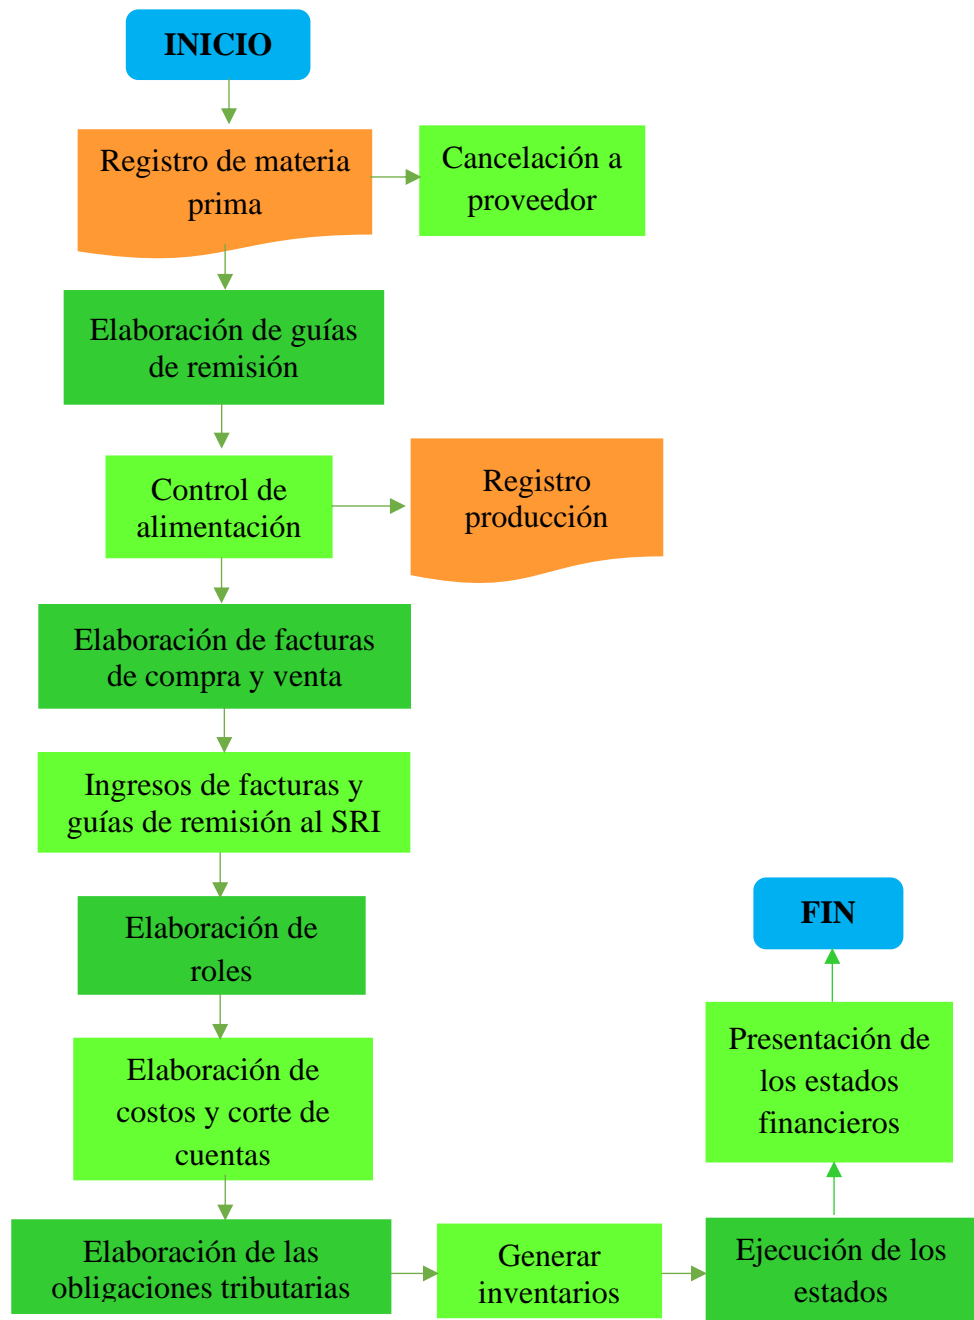 INICIO
Registro de materia
prima
Cancelación a
proveedor
Elaboración de guías
de remisión
Control de
alimentación
Registro
producción
Elaboración de facturas
de compra y venta
Ingresos de facturas y
guías de remisión al SRI
Elaboración de
roles
Elaboración de
costos y corte de
cuentas
Elaboración de las
obligaciones tributarias
Generar
inventarios
Ejecución de los
estados
Presentación de
los estados
financieros
FIN